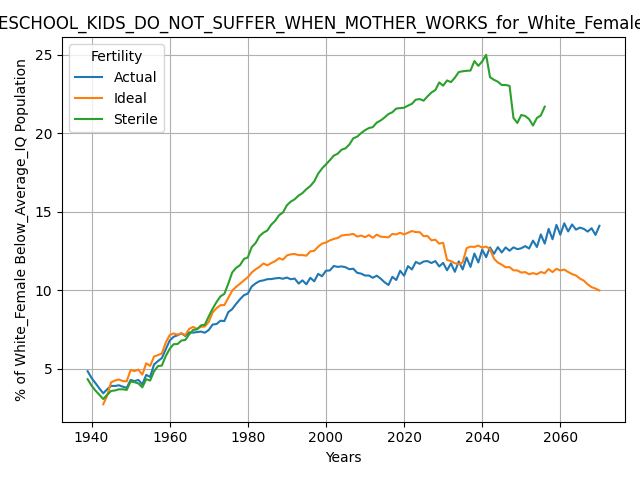 ESCHOOL_KIDS_DO_NOT_SUFFER_WHEN_MOTHER_WORKS_for_White_Female
% of White_Female Below_Average_IQ Population
25
20
15
10
5
Fertility
Actual
Ideal
Sterile
1940
1960
1980
2000
2020
2040
2060
Years